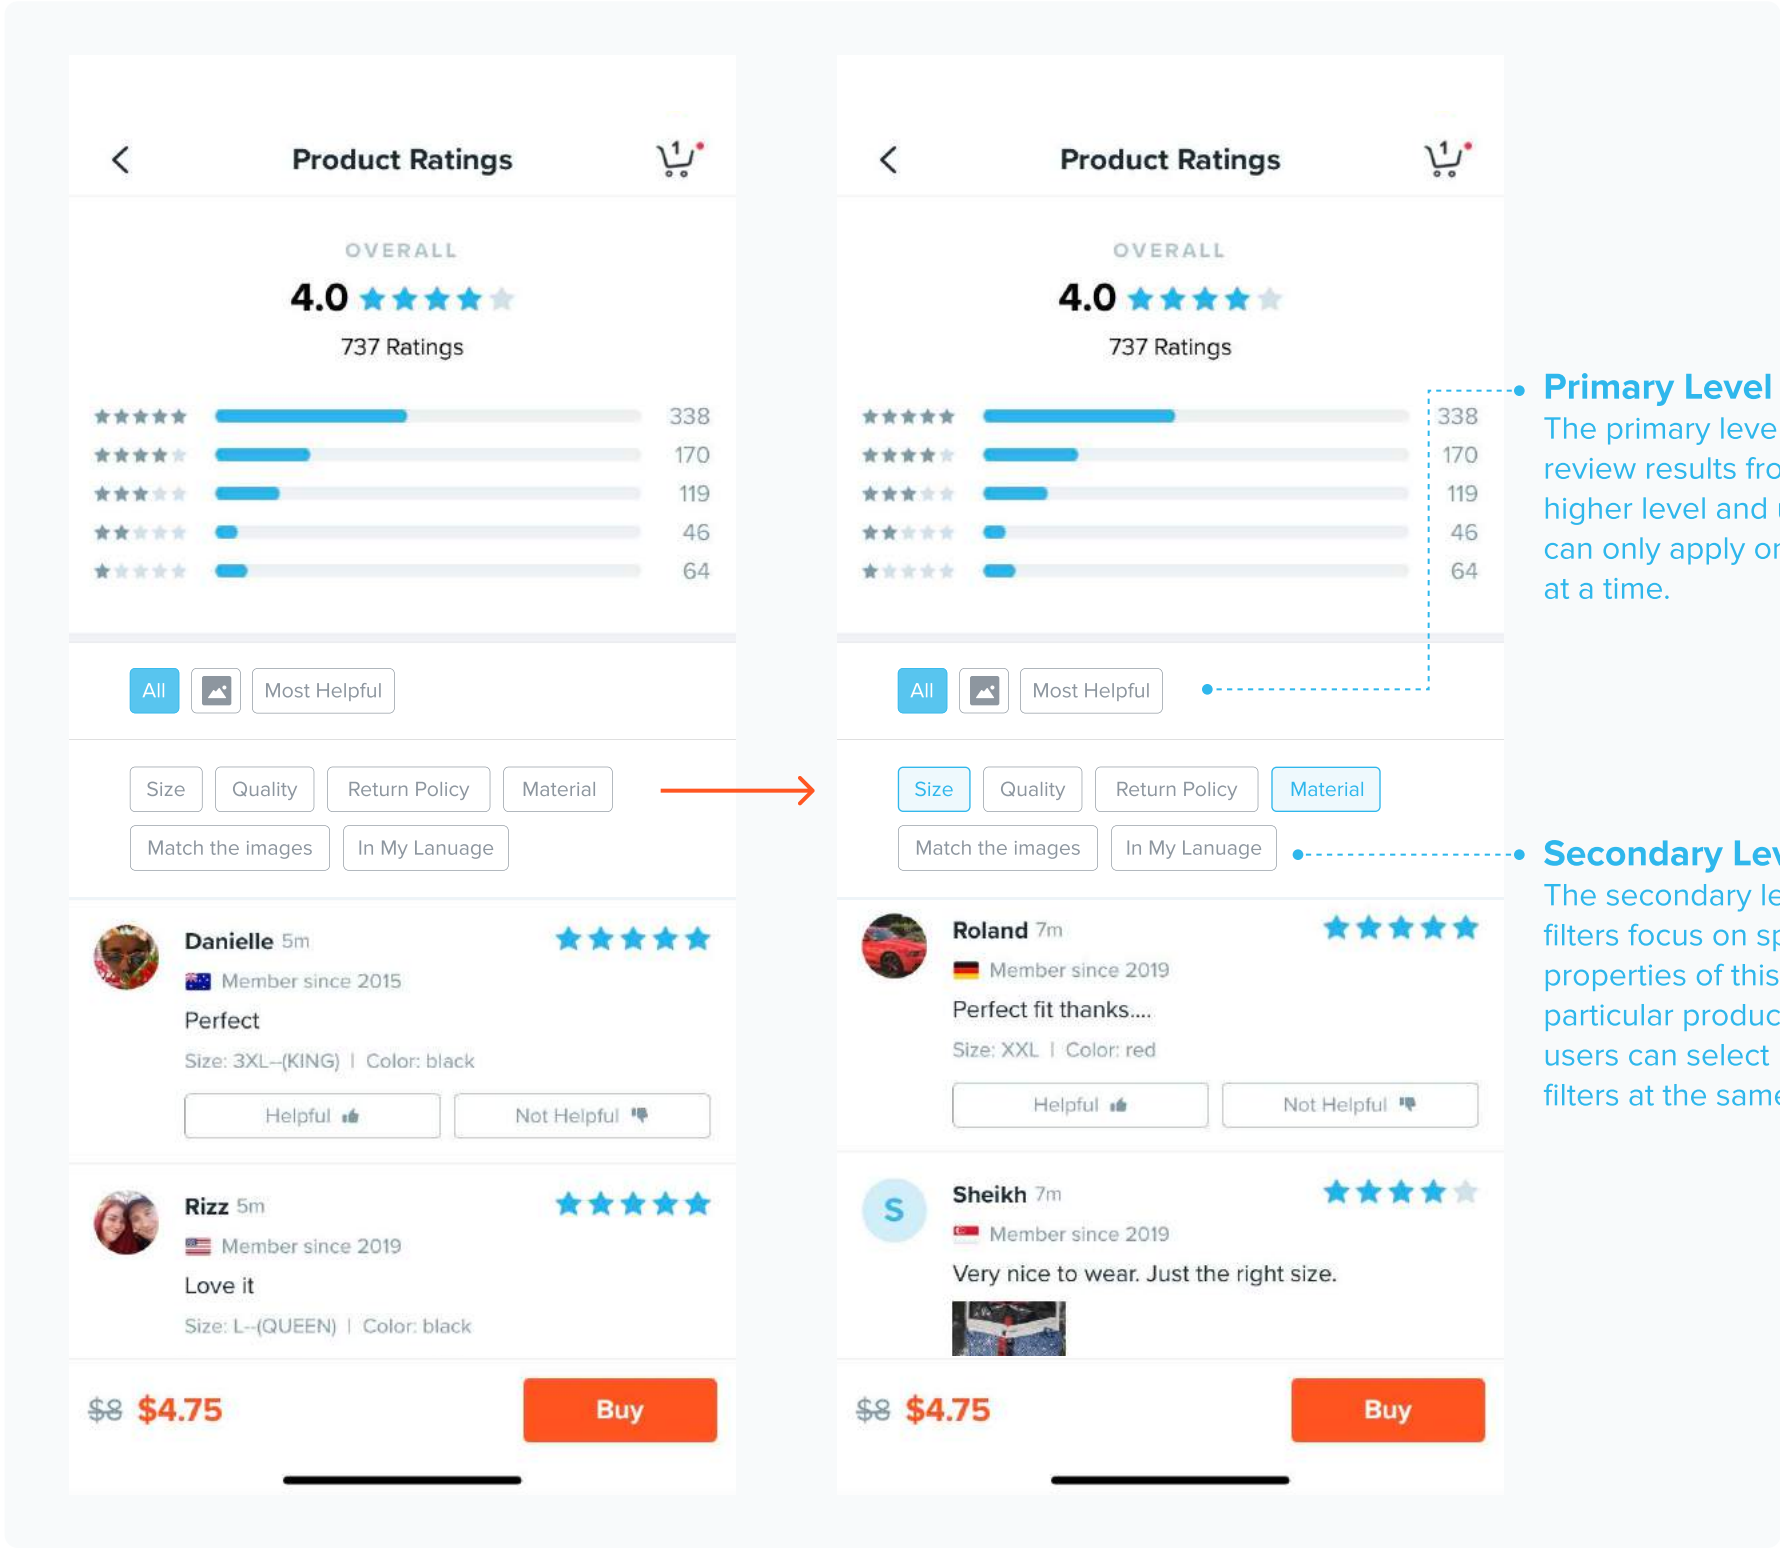 Product Ratings
1
OVERALL
4.0
737 Ratings
338
170
119
46
64
All
Most Helpful
Size
Quality
Return Policy
Material
Match the images
In My Lanuage
Danielle 5m
Member since 2015
Perfect
Size: 3XL--(KING) | Color: black
Helpful
Not Helpful
Rizz 5m
Member since 2019
Love it
Size: L--(QUEEN) | Color: black
$8 $4.75
Buy
Product Ratings
1
OVERALL
4.0
737 Ratings
338
170
119
46
64
All
Most Helpful
Size
Quality
Return Policy
Material
Match the images
In My Lanuage
Roland 7m
Member since 2019
Perfect fit thanks....
Size: XXL | Color: red
Helpful
Not Helpful
S
Sheikh 7m
Member since 2019
Very nice to wear. Just the right size.
$8 $4.75
Buy
Primary Level
The primary
review results
higher level and
can only apply
at a time.
Secondary
The secondary
filters focus on
properties of this
particular
users can select
filters at the